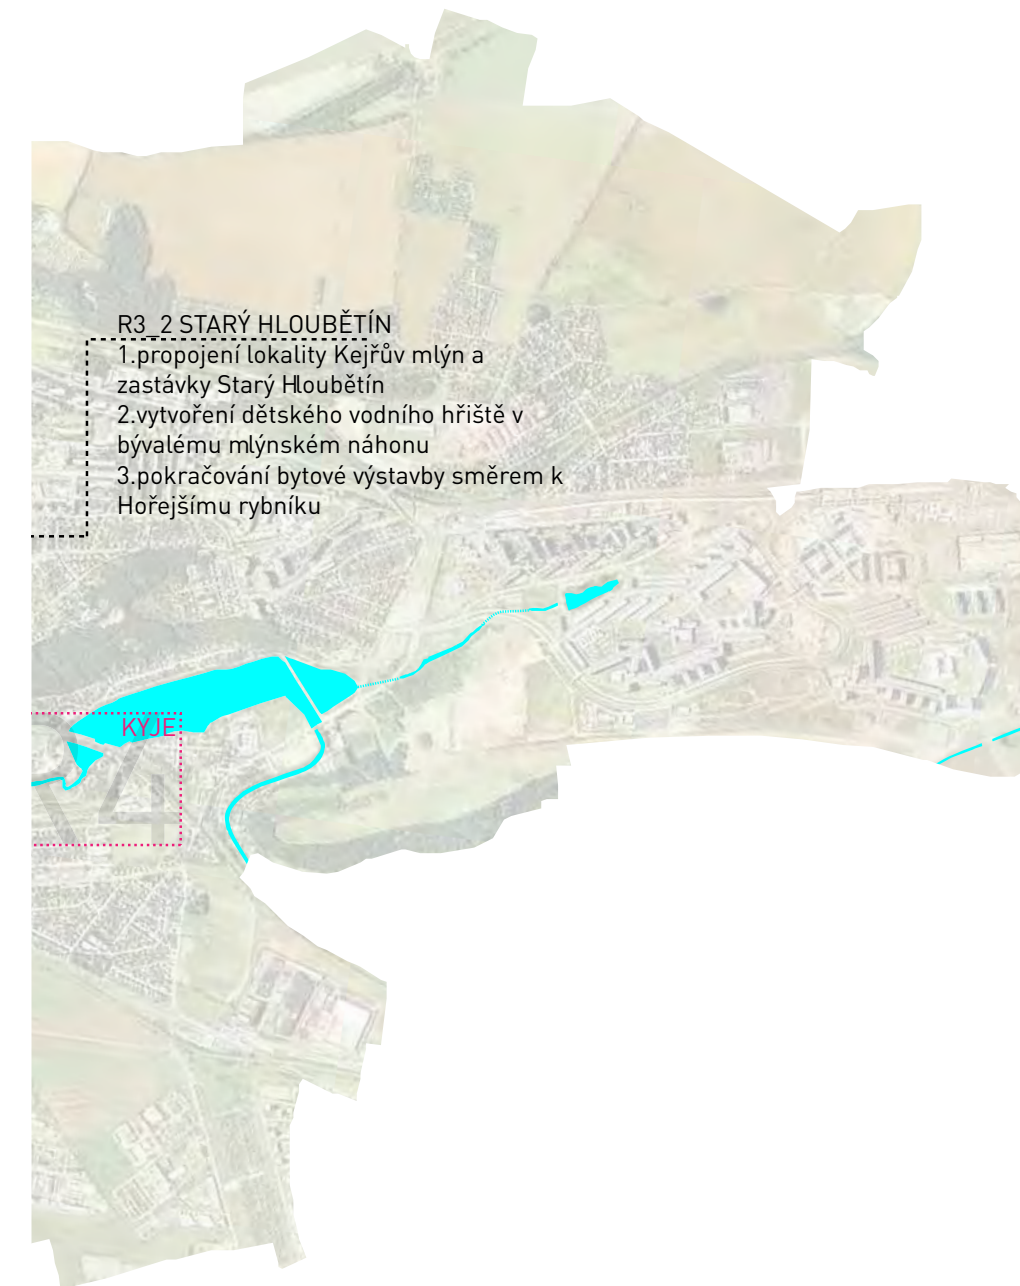 R3_2 STARÝ HLOUBĚTÍN
1.propojení lokality Kejřův mlýn a
zastávky Starý Hloubětín
2.vytvoření dětského vodního hřiště v
bývalému mlýnském náhonu
3.pokračování bytové výstavby směrem k
Hořejšímu rybníku
KYJE
4